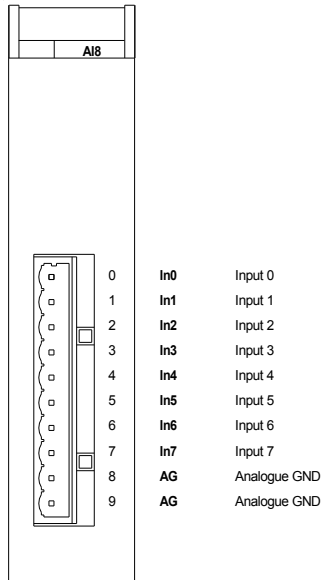 AI8
0 In0 Input 0
1 In1 Input 1
2 In2 Input 2
3 In3 Input 3
4 In4 Input 4
5 In5 Input 5
6 In6 Input 6
7 In7 Input 7
8 AG Analogue GND
9 AG Analogue GND